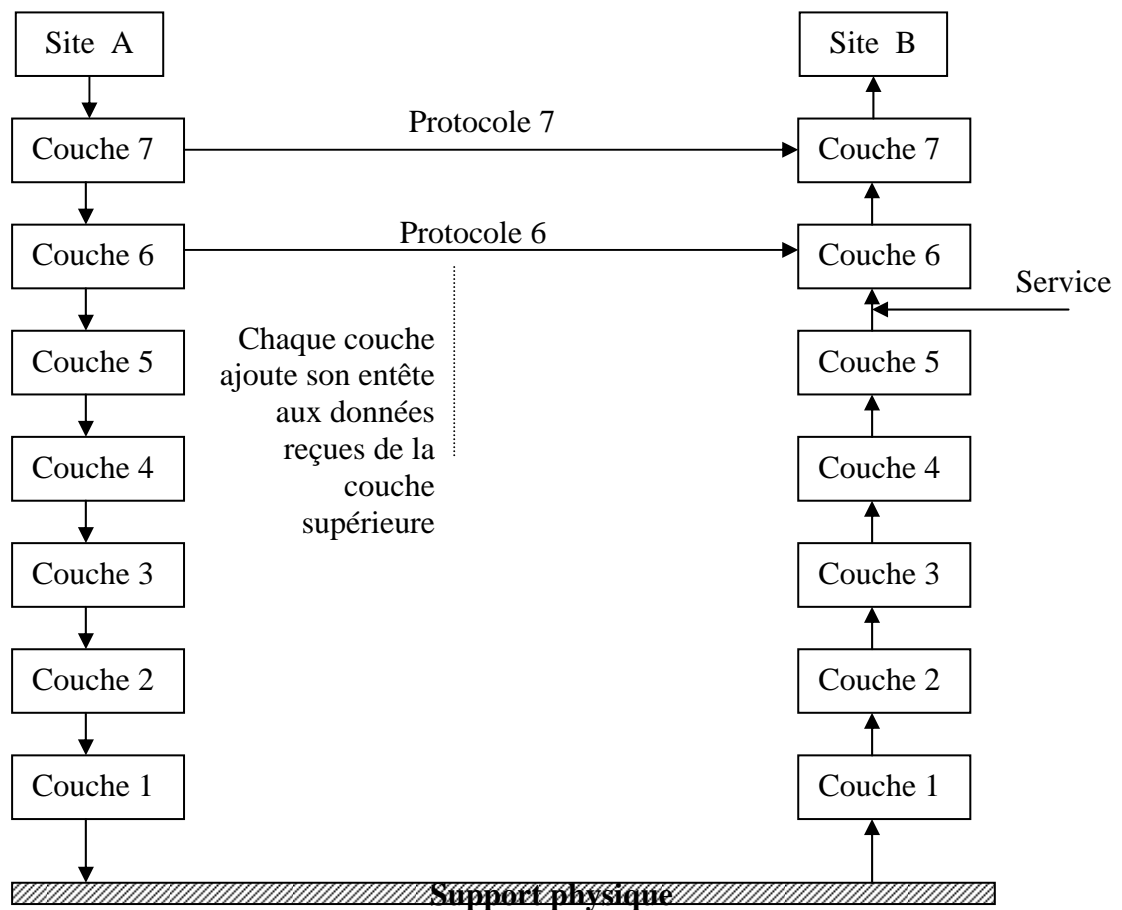 Site A
Site B
Protocole 7
Couche 7
Couche 7
Protocole 6
Couche 6
Couche 6
Service
Chaque couche
ajoute son entête
aux données
reçues de la
couche
supérieure
Couche 5
Couche 5
Couche 4
Couche 4
Couche 3
Couche 3
Couche 2
Couche 2
Couche 1
Couche 1
Support physique